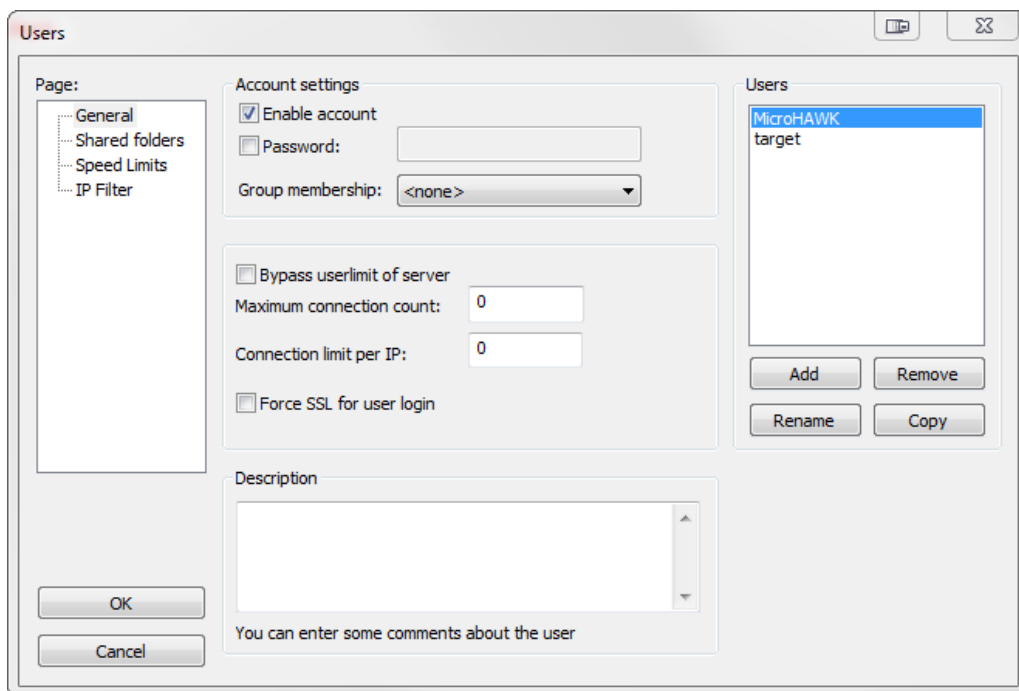 Users
Page:
General
Shared folders
Speed Limits
IP Filter
Account settings
Enable account
Password:
Group membership: <none>
Bypass userlimit of server
Maximum connection count: 0
Connection limit per IP: 0
Force SSL for user login
Description
You can enter some comments about the user
Users
MicroHAWK
target
Add Remove
Rename Copy
OK
Cancel